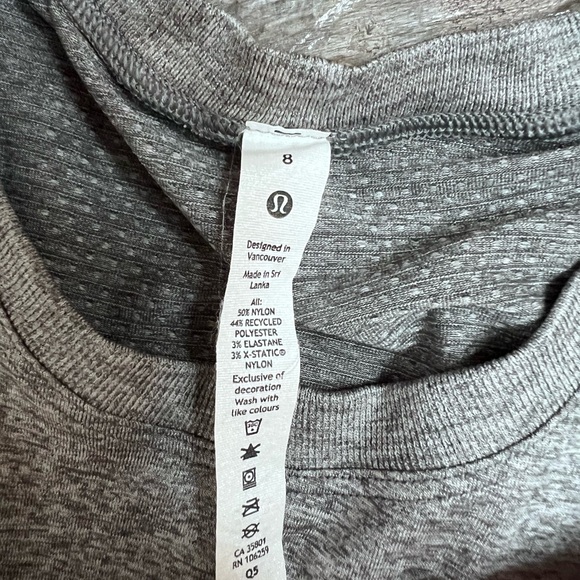 8
Designed in
Vancouver
Made in Sri
Lanka
All:
50% NYLON
44% RECYCLED
POLYESTER
3% ELASTANE
3% X-STATIC®
NYLON
Exclusive of
decoration
Wash with
like colours
CA 35801
RN 106259
Q5